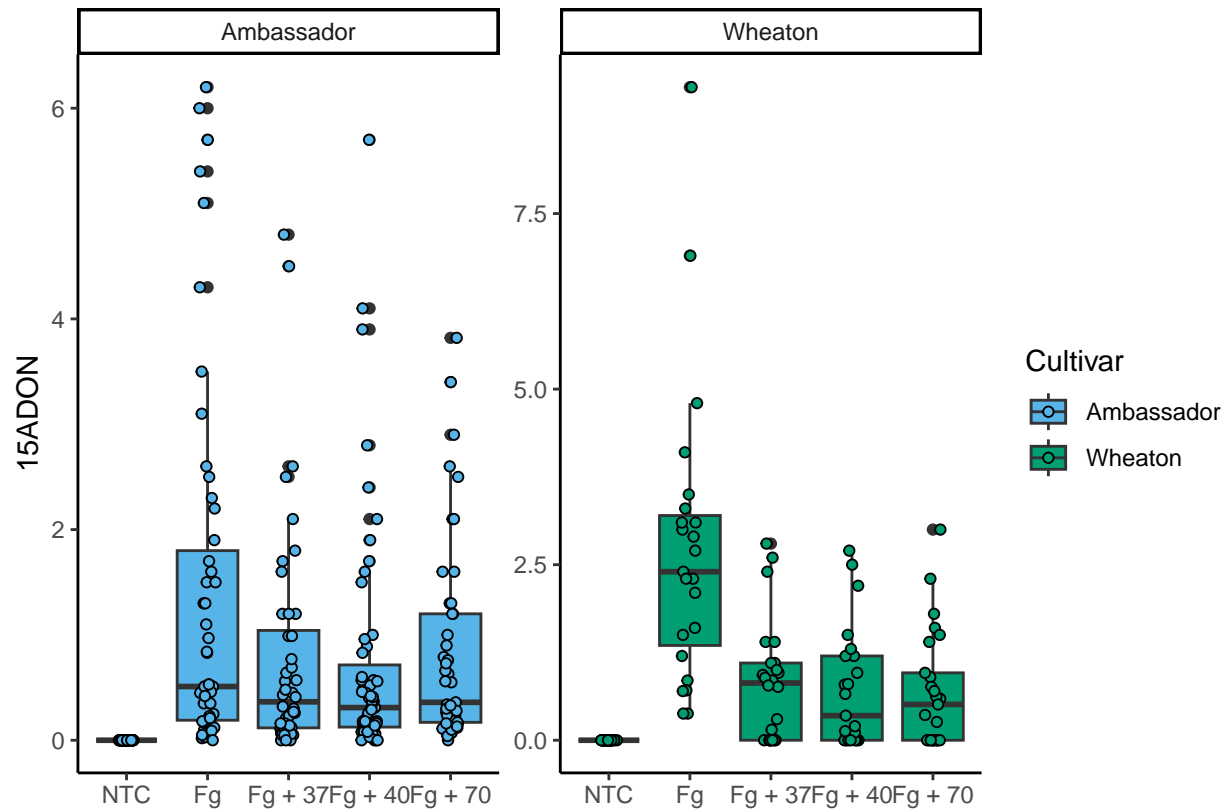 Ambassador
Wheaton
15ADON
6
4
2
0
7.5
5.0
2.5
0.0
NTC Fg Fg + 37 Fg + 40 Fg + 70
NTC Fg Fg + 37 Fg + 40 Fg + 70
Cultivar
Ambassador
Wheaton